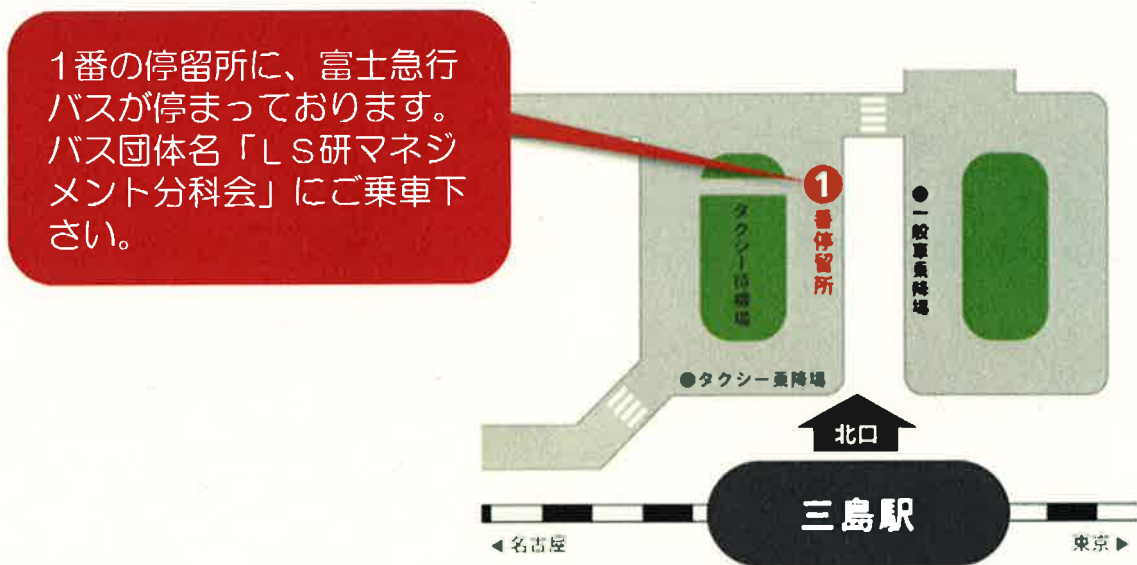 1番の停留所に、富士急行
バスが停まっております。
バス団体名「ＬＳ研マネジ
メント分科会」にご乗車下
さい。
1
番停留所
タクシー待機場
●一般車乗降場
●タクシー乗降場
北口
三島駅
◀名古屋
東京▶